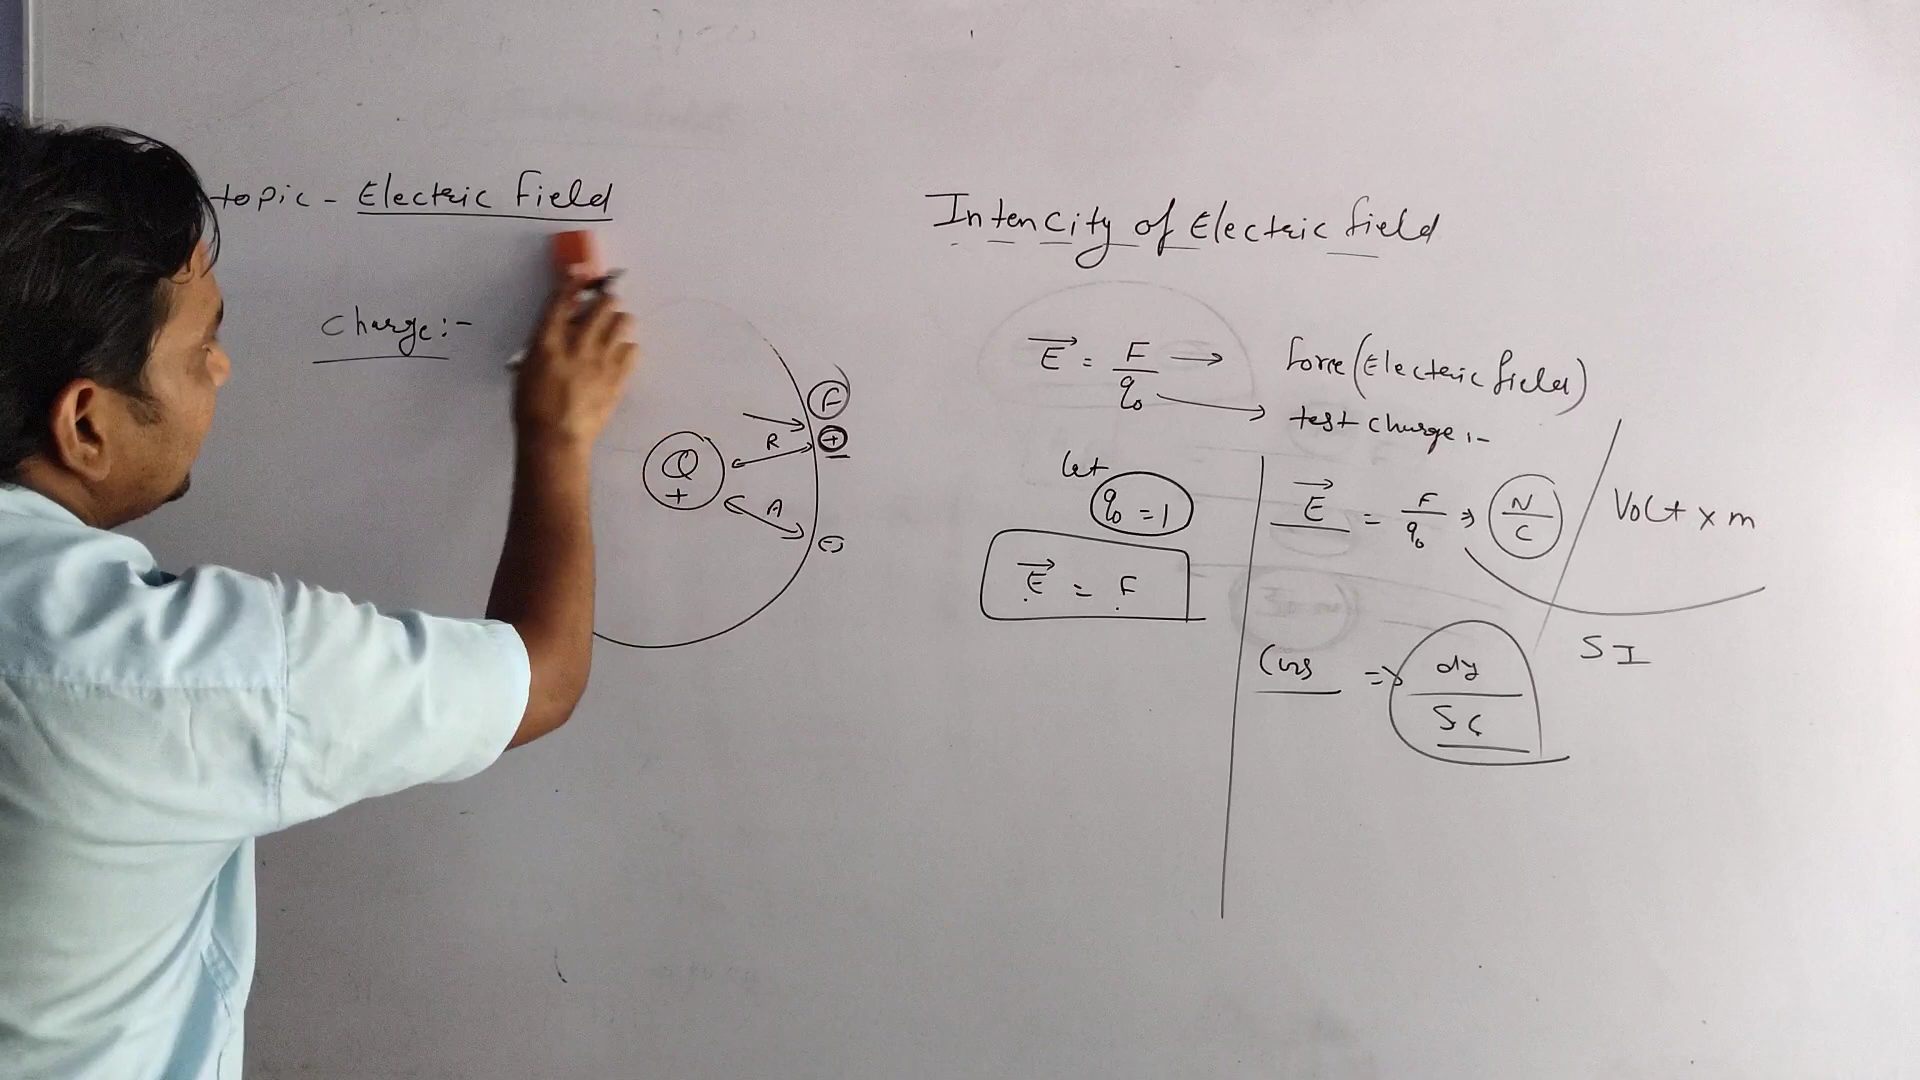 topic - Electric field
Charge:-
F
+
R
Q
+
A
(-)
Intencity of Electric field
E = F/q₀ → force (Electric field)
→ test charge :-
let
q₀ = 1
E = F
E = F/q₀ ⇒ N/C / Volt x m
SI
Cgs => dy/SC